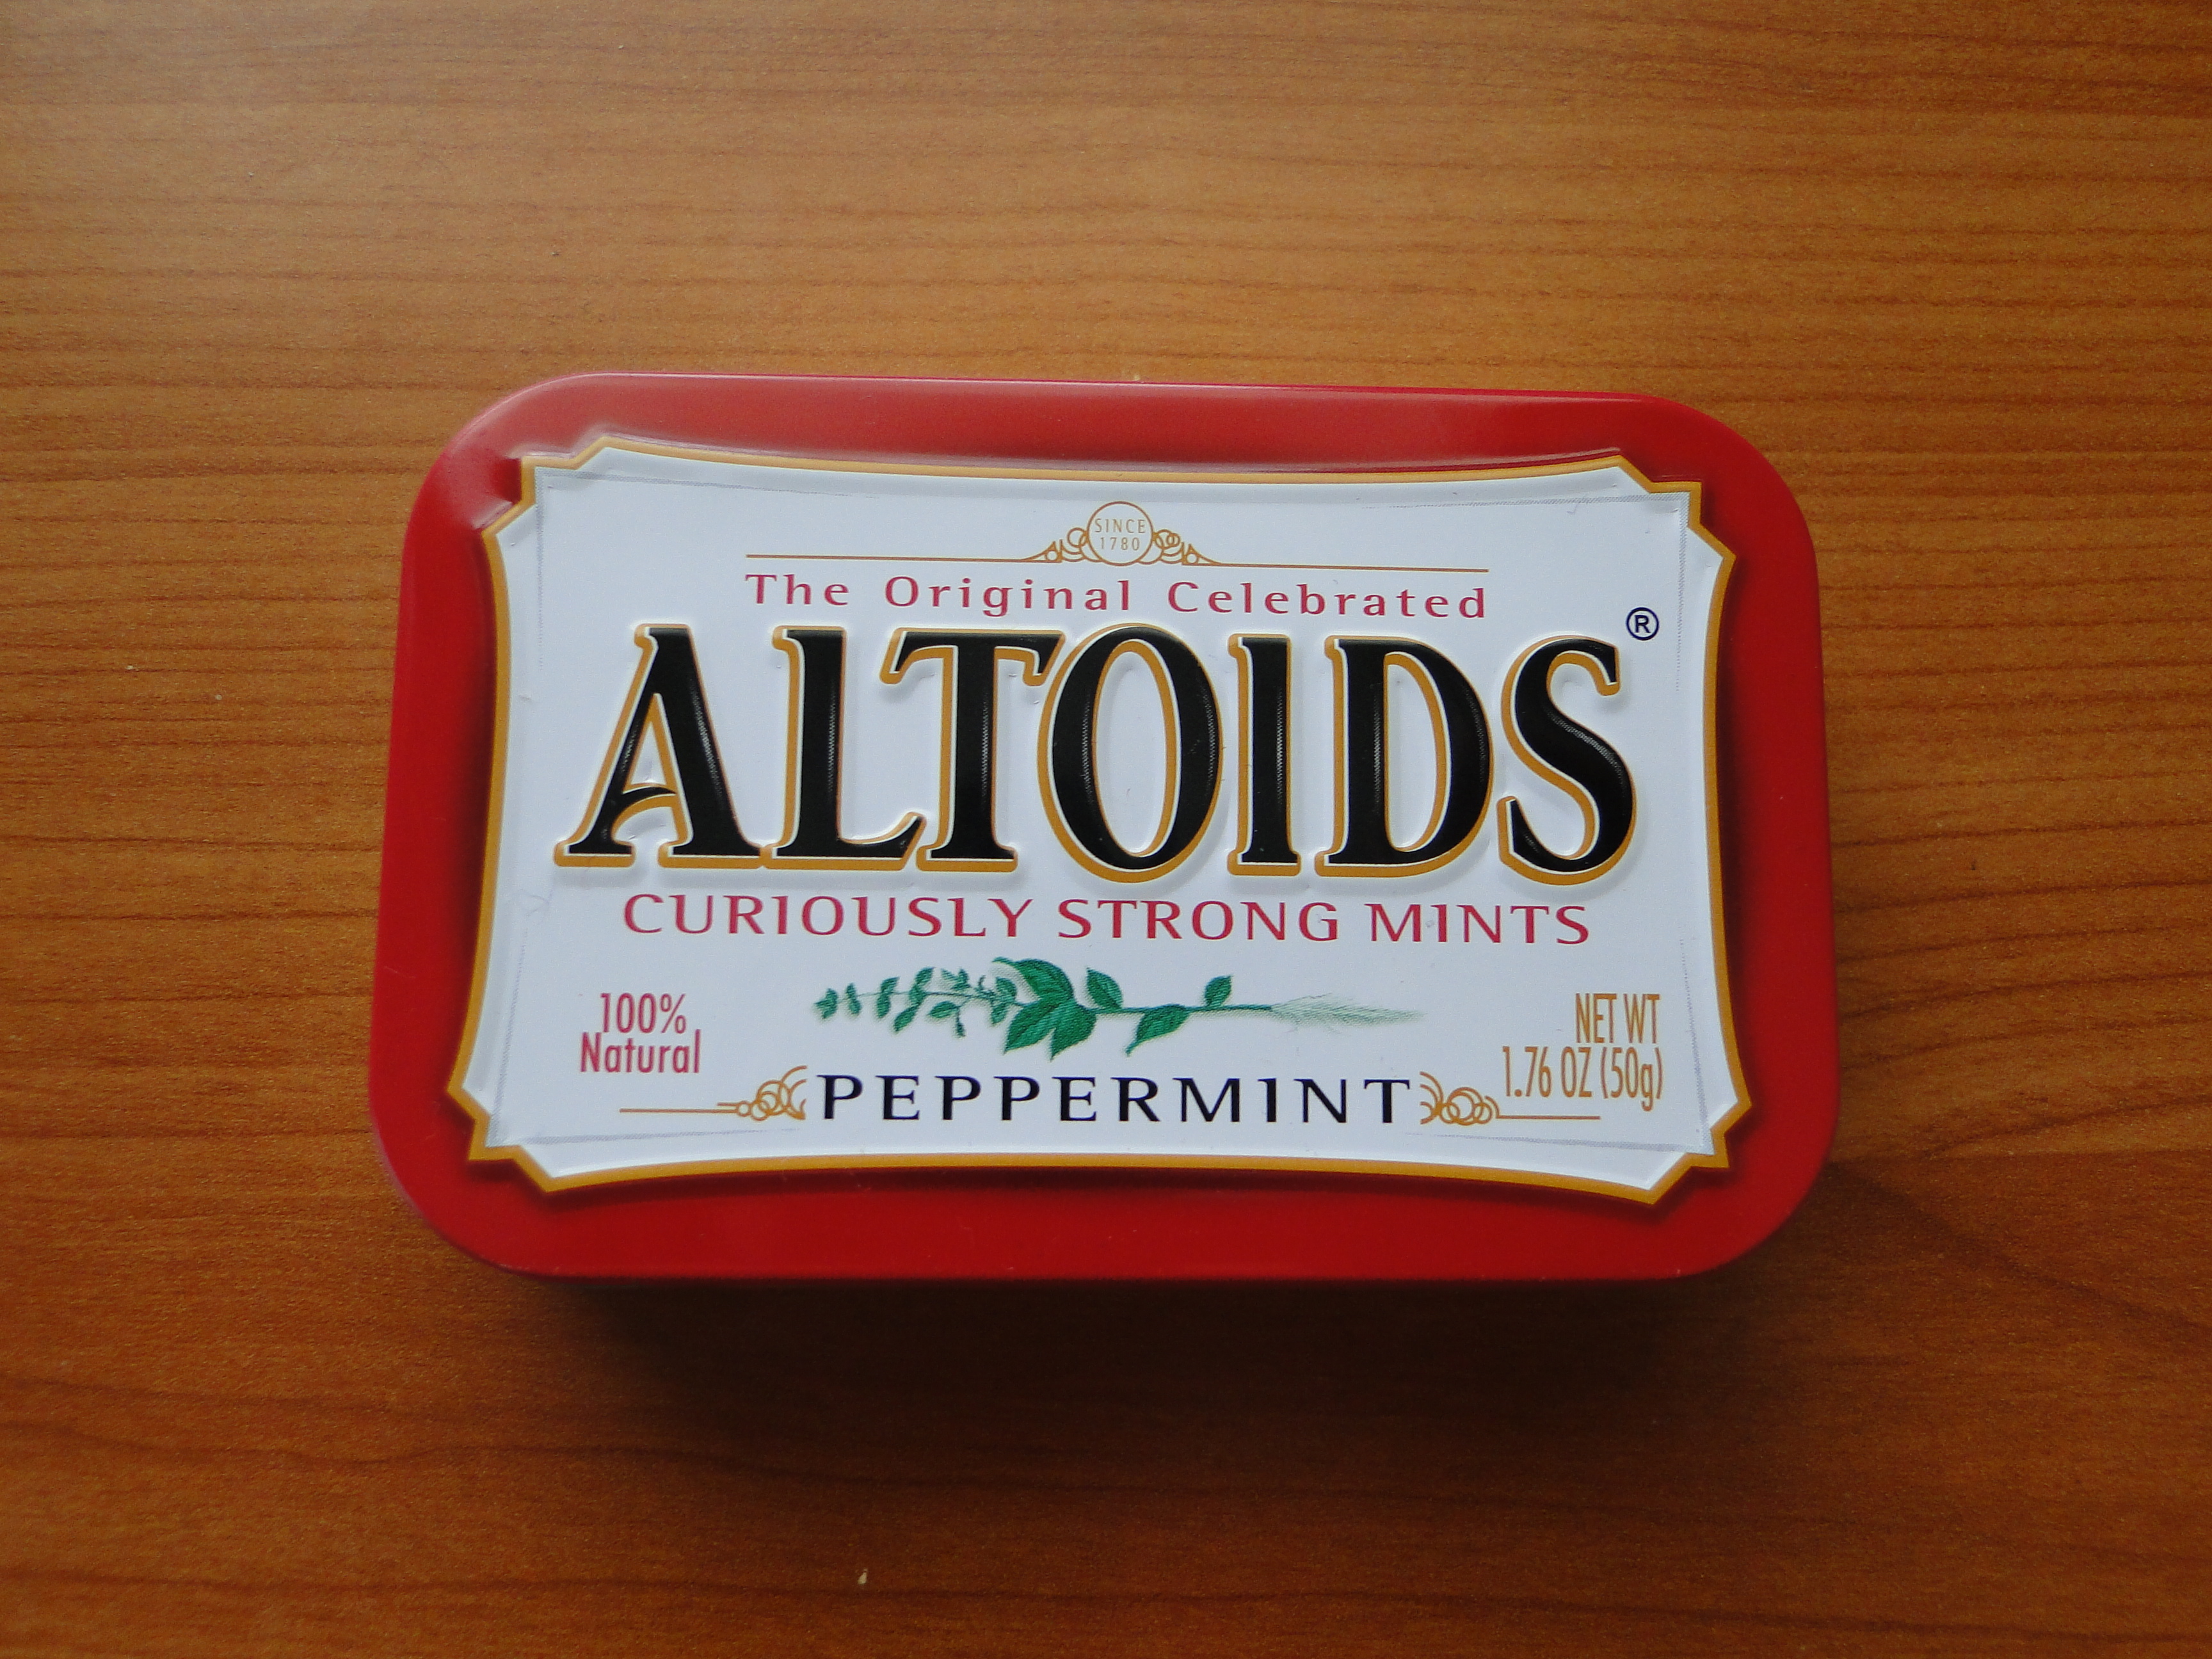 SINCE
1780
The Original Celebrated
ALTOIDS®
CURIOUSLY STRONG MINTS
100%
Natural
PEPPERMINT
NET WT
1.76 OZ (50g)